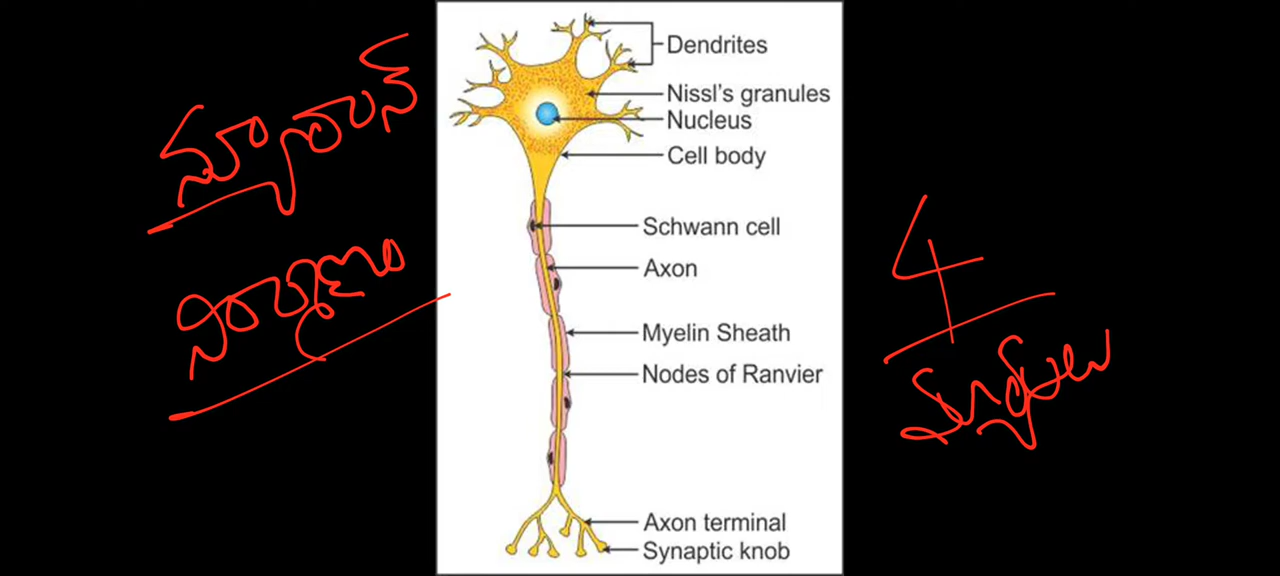 న్యూరాన్
నిర్మాణం
Dendrites
Nissl's granules
Nucleus
Cell body
Schwann cell
Axon
Myelin Sheath
Nodes of Ranvier
Axon terminal
Synaptic knob
4